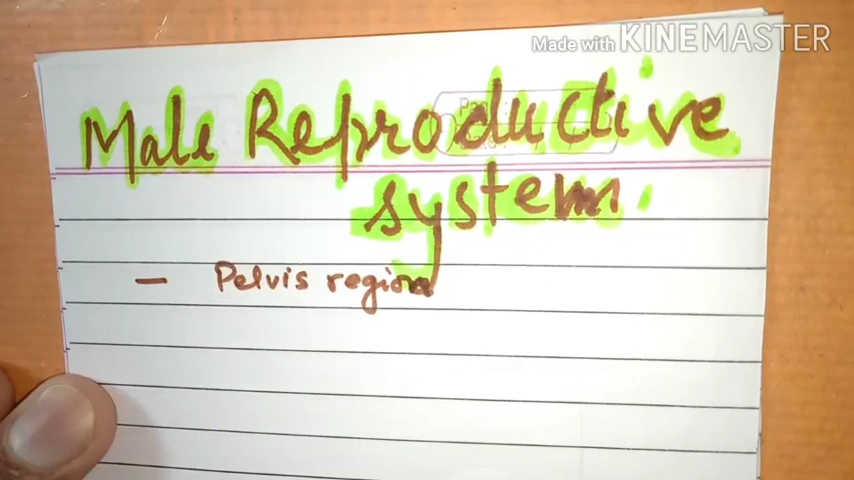 Made with KINEMASTER
Male Reproductive
system.
- Pelvis region